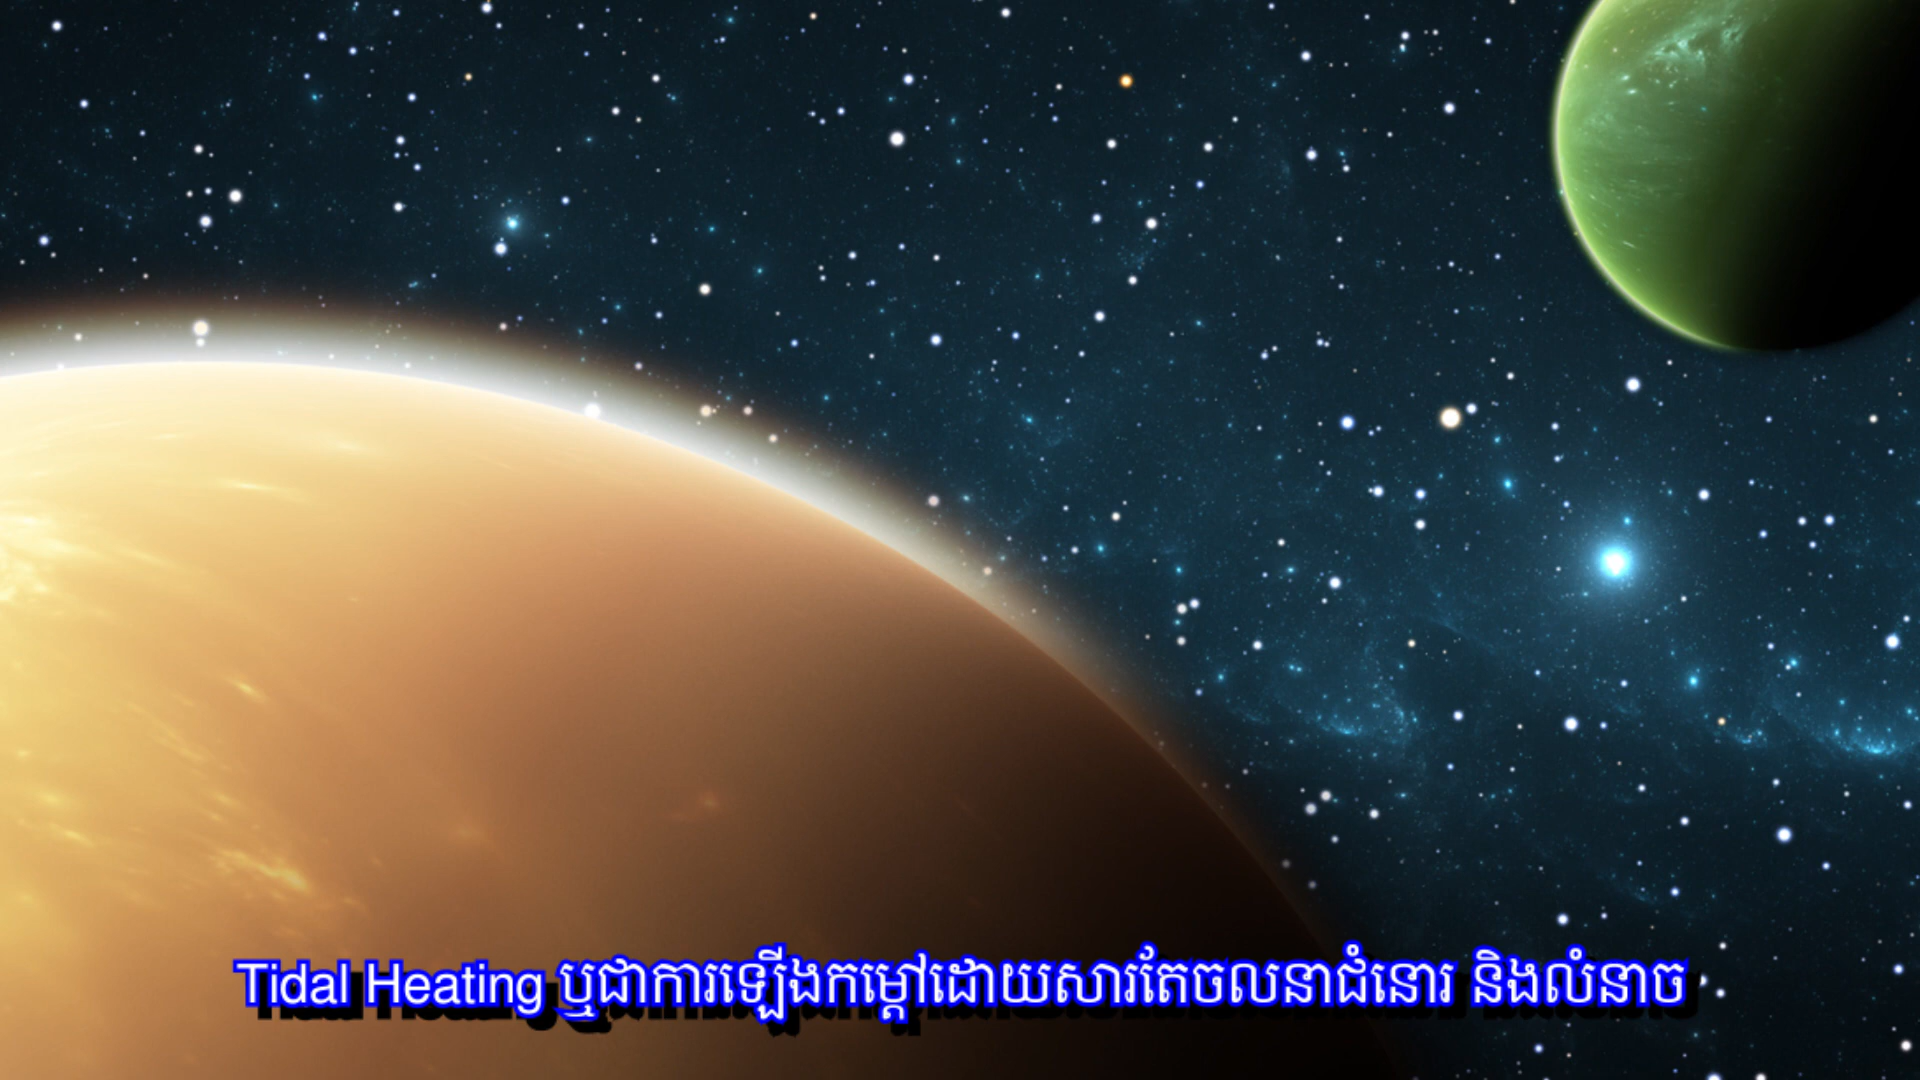 Tidal Heating ឬជាការឡើងកម្ដៅដោយសារតែចលនាជំនោរ និងលំនាច